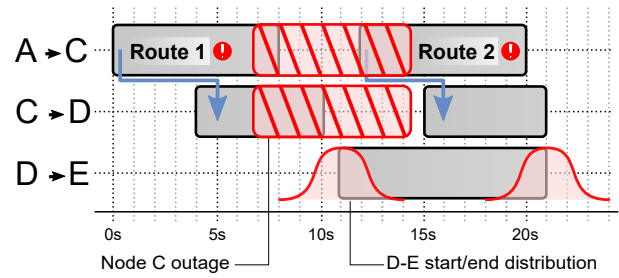 A → C Route 1 ! Route 2 !
C → D
D → E
0s 5s 10s 15s 20s
Node C outage D-E start/end distribution